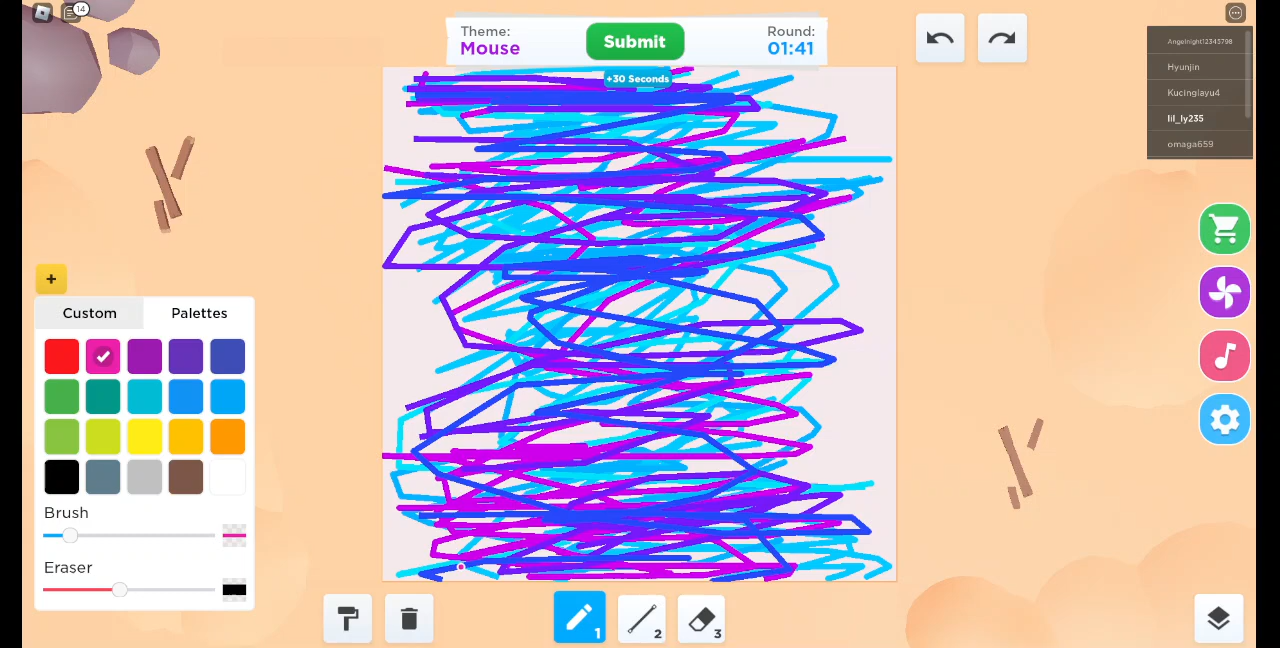 14
Theme:
Mouse
Submit
Round:
01:41
+30 Seconds
Angelnight12345798
Hyunjin
Kucinglayu4
lil_ly235
omaga659
+
Custom
Palettes
Brush
Eraser
1
2
3